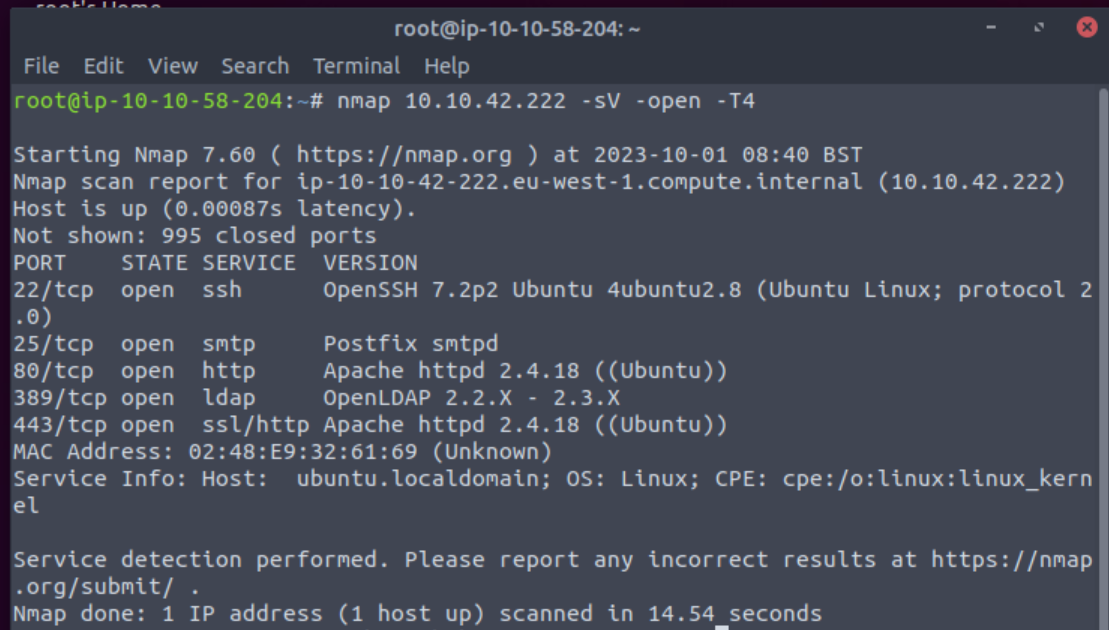 root's Home
root@ip-10-10-58-204: ~
File Edit View Search Terminal Help
root@ip-10-10-58-204:~# nmap 10.10.42.222 -sV -open -T4
Starting Nmap 7.60 ( https://nmap.org ) at 2023-10-01 08:40 BST
Nmap scan report for ip-10-10-42-222.eu-west-1.compute.internal (10.10.42.222)
Host is up (0.00087s latency).
Not shown: 995 closed ports
PORT    STATE SERVICE  VERSION
22/tcp  open  ssh      OpenSSH 7.2p2 Ubuntu 4ubuntu2.8 (Ubuntu Linux; protocol 2
.0)
25/tcp  open  smtp     Postfix smtpd
80/tcp  open  http     Apache httpd 2.4.18 ((Ubuntu))
389/tcp open  ldap     OpenLDAP 2.2.X - 2.3.X
443/tcp open  ssl/http Apache httpd 2.4.18 ((Ubuntu))
MAC Address: 02:48:E9:32:61:69 (Unknown)
Service Info: Host:  ubuntu.localdomain; OS: Linux; CPE: cpe:/o:linux:linux_kern
el
Service detection performed. Please report any incorrect results at https://nmap
.org/submit/ .
Nmap done: 1 IP address (1 host up) scanned in 14.54 seconds